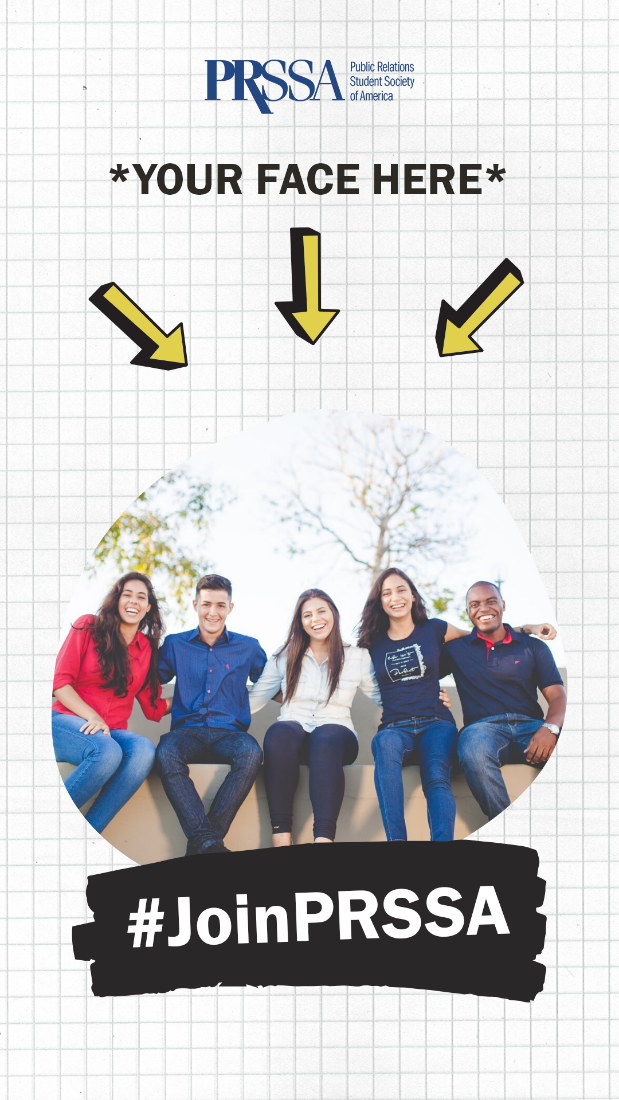 PRSSA
Public Relations
Student Society
of America
*YOUR FACE HERE*
#JoinPRSSA